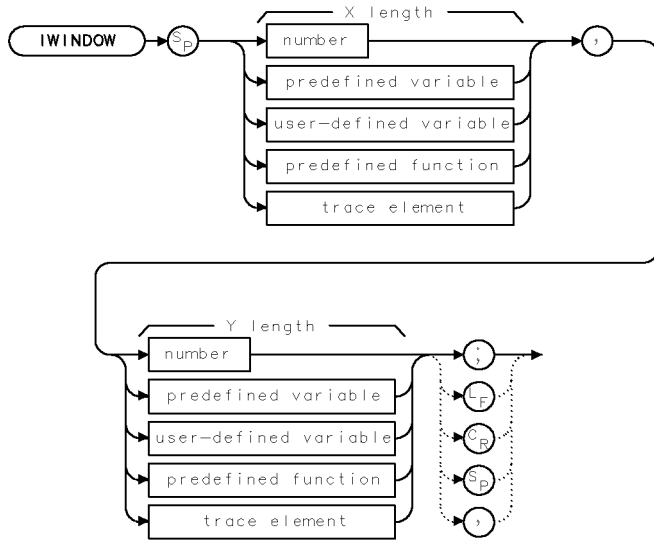 X length
IWINDOW SP number ,
predefined variable
user-defined variable
predefined function
trace element
Y length
number ;
predefined variable LF
user-defined variable CR
predefined function SP
trace element ,